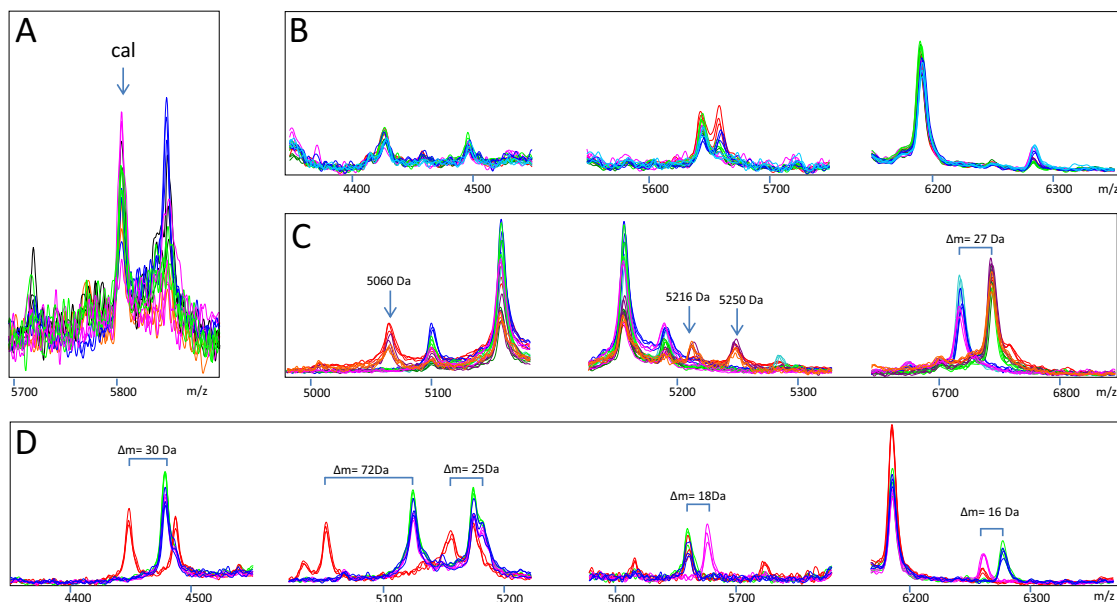 A
cal
5700 5800 m/z
B
4400 4500 5600 5700 6200 6300 m/z
C
5060 Da
5216 Da
5250 Da
Δm= 27 Da
5000 5100 5200 5300 6700 6800 m/z
D
Δm= 30 Da
Δm= 72Da
Δm= 25Da
Δm= 18Da
Δm= 16 Da
4400 4500 5100 5200 5600 5700 6200 6300 m/z